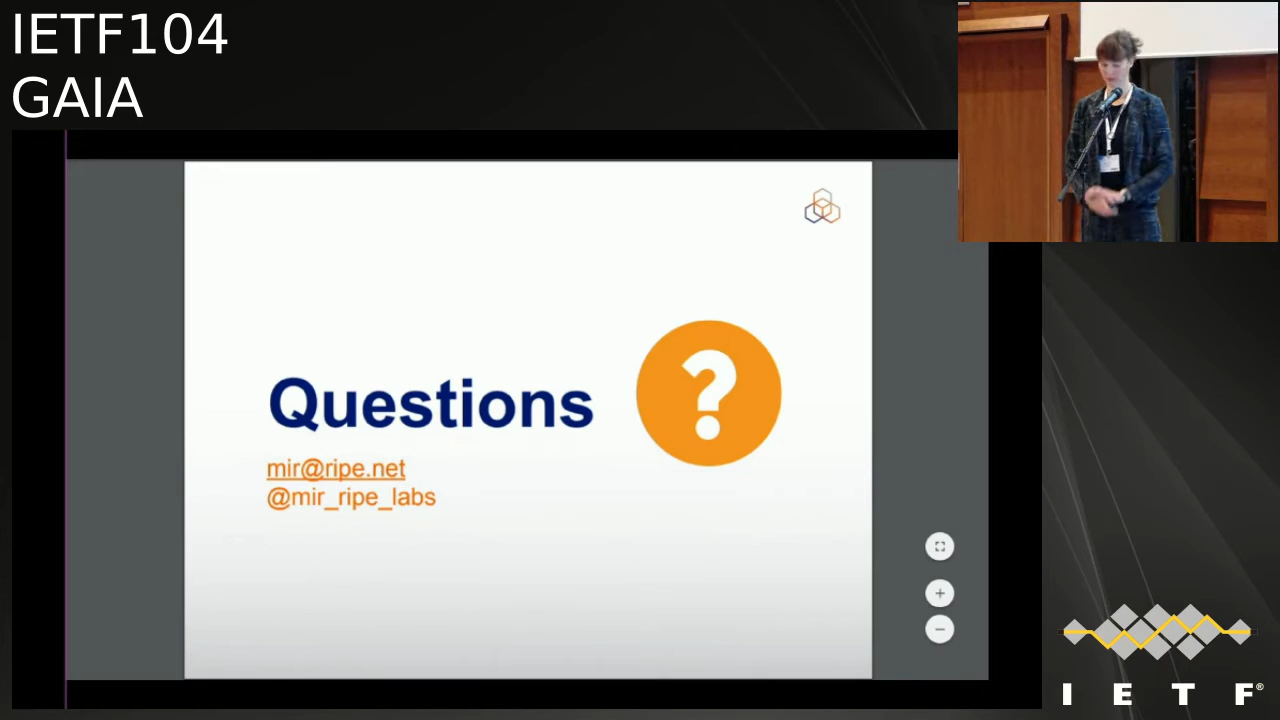 IETF104
GAIA
Questions
?
mir@ripe.net
@mir_ripe_labs
I E T F®